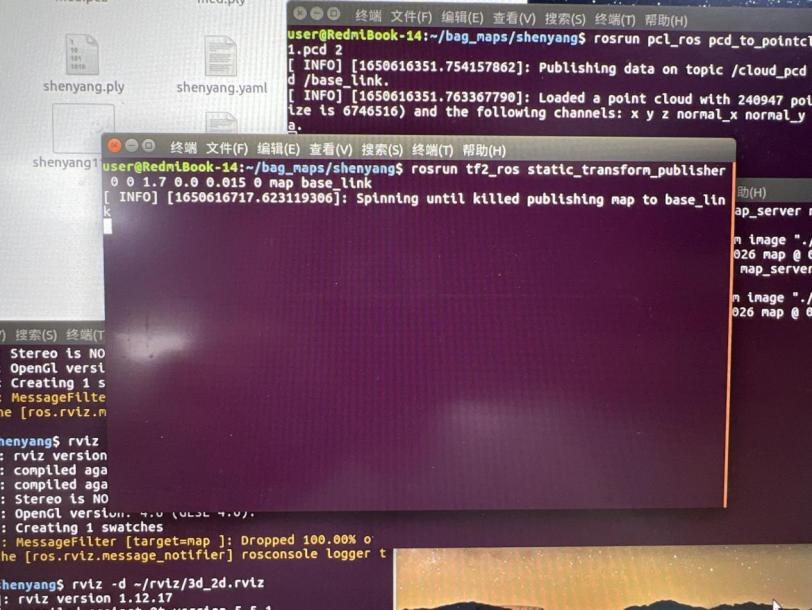 shenyang.ply
shenyang.yaml
终端 文件(F) 编辑(E) 查看(V) 搜索(S) 终端(T) 帮助(H)
user@RedmiBook-14:~/bag_maps/shenyang$ rosrun pcl_ros pcd_to_pointcl
1.pcd 2
[ INFO] [1650616351.754157862]: Publishing data on topic /cloud_pcd
d /base_link.
[ INFO] [1650616351.763367790]: Loaded a point cloud with 240947 poi
ize is 6746516) and the following channels: x y z normal_x normal_y
a.
终端 文件(F) 编辑(E) 查看(V) 搜索(S) 终端(T) 帮助(H)
user@RedmiBook-14:~/bag_maps/shenyang$ rosrun tf2_ros static_transform_publisher
0 0 1.7 0.0 0.015 0 map base_link
[ INFO] [1650616717.623119306]: Spinning until killed publishing map to base_lin
k
shenyang1
助(H)
ap_server
m image "./
026 map @ 0
map_server
m image "./
026 map @ 0
) 搜索(S) 终端(T
Stereo is NO
OpenGl versi
Creating 1 s
: MessageFilte
he [ros.rviz.m
henyang$ rviz
: rviz version
: compiled aga
: compiled aga
: Stereo is NO
: OpenGl version: 4.6 (GLSL 4.6).
: Creating 1 swatches
: MessageFilter [target=map ]: Dropped 100.00% o
he [ros.rviz.message_notifier] rosconsole logger t
henyang$ rviz -d ~/rviz/3d_2d.rviz
: rviz version 1.12.17